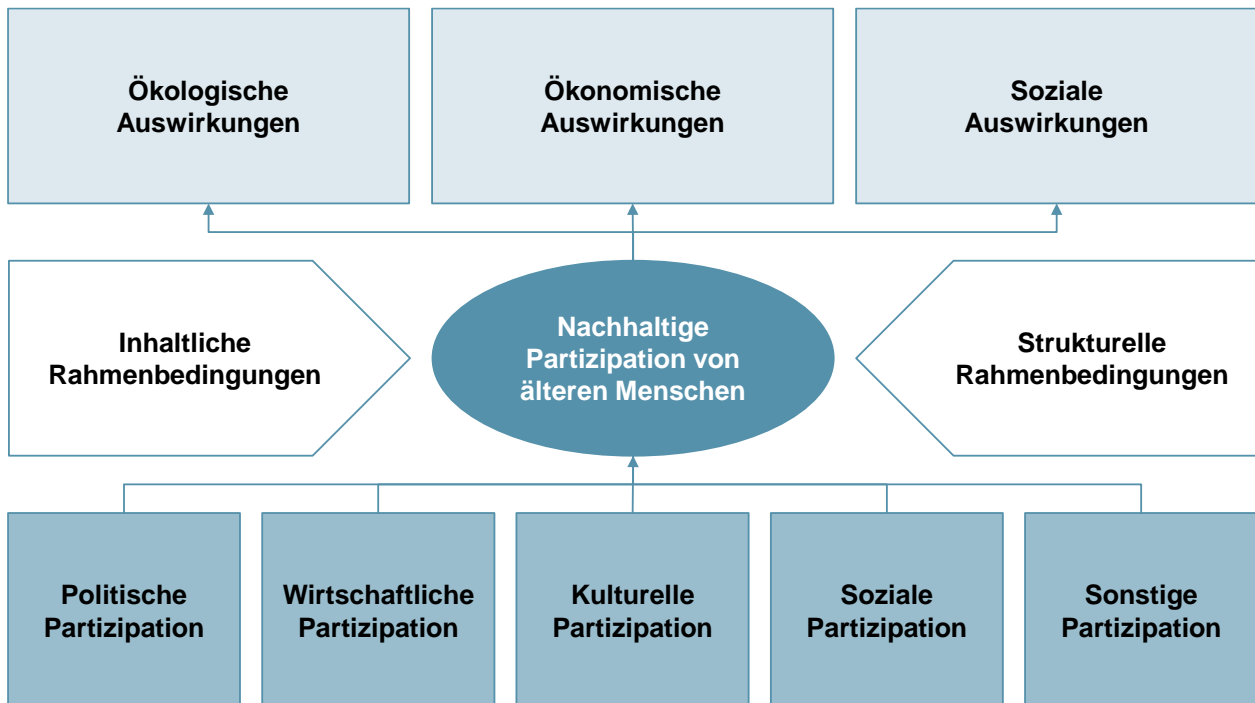 Ökologische
Auswirkungen
Ökonomische
Auswirkungen
Soziale
Auswirkungen
Inhaltliche
Rahmenbedingungen
Nachhaltige
Partizipation von
älteren Menschen
Strukturelle
Rahmenbedingungen
Politische
Partizipation
Wirtschaftliche
Partizipation
Kulturelle
Partizipation
Soziale
Partizipation
Sonstige
Partizipation